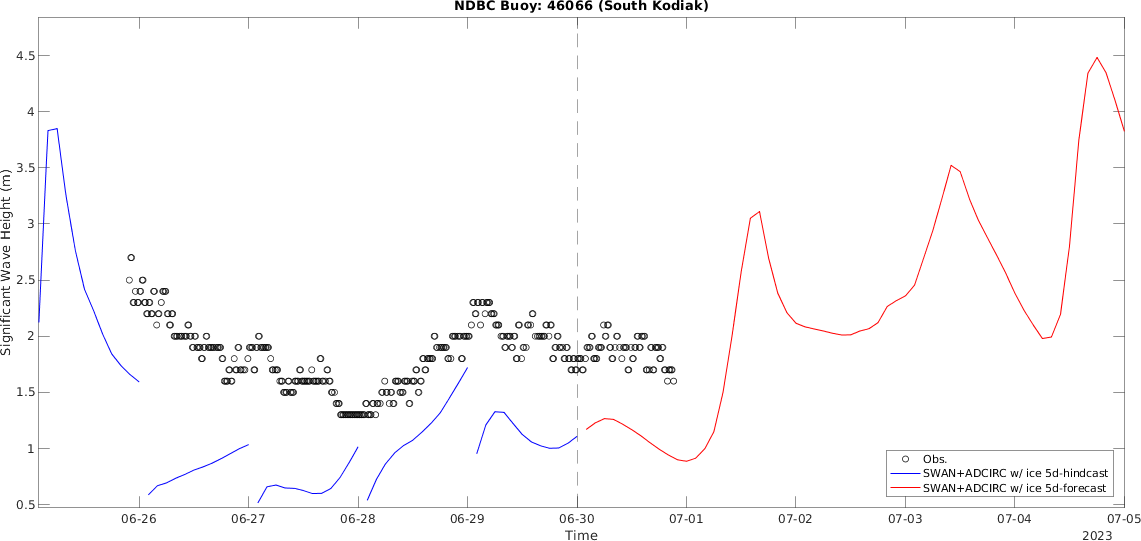 NDBC Buoy: 46066 (South Kodiak)
4.5
4
3.5
3
2.5
2
1.5
1
0.5
Significant Wave Height (m)
Obs.
SWAN+ADCIRC w/ ice 5d-hindcast
SWAN+ADCIRC w/ ice 5d-forecast
06-26 06-27 06-28 06-29 06-30 07-01 07-02 07-03 07-04 07-05
Time
2023